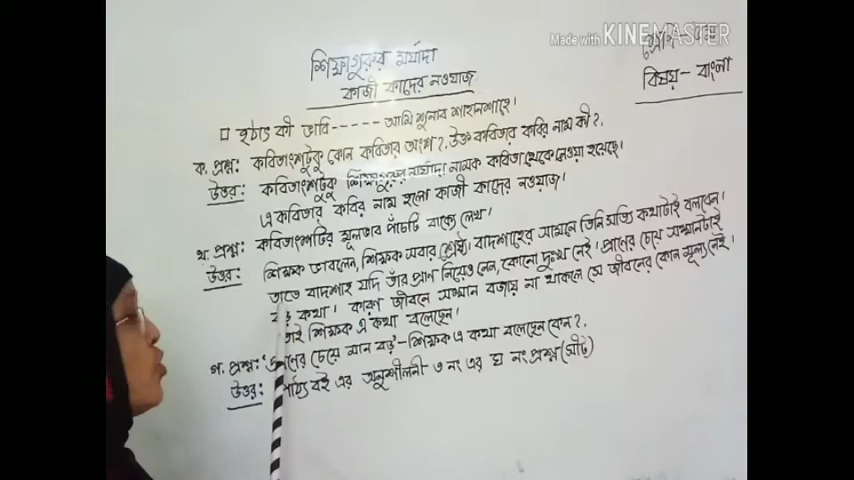 Made with KINEMASTER
শ্রেণি - ৫ম
শিক্ষাগুরুর মর্যাদা
কাজী কাদের নওয়াজ
বিষয় - বাংলা
□ হঠাৎ কী ভাবি ----- আমি শুনাব শাহানশাহে।
ক. প্রশ্ন: কবিতাংশটুকু কোন কবিতার অংশ?, উক্ত কবিতার কবির নাম কী?,
উত্তর: কবিতাংশটুকু শিক্ষাগুরুর মর্যাদা নামক কবিতা থেকে নেওয়া হয়েছে।
এ কবিতার কবির নাম হলো কাজী কাদের নওয়াজ।
খ. প্রশ্ন: কবিতাংশটির মূলভাব পাঁচটি বাক্যে লেখ।
উত্তর: শিক্ষক ভাবলেন, শিক্ষক সবার শ্রেষ্ঠ। বাদশাহের সামনে তিনি সত্যি কথাটাই বলবেন।
তাতে বাদশাহ যদি তাঁর প্রাণ নিয়েও নেন, কোনো দুঃখ নেই। প্রাণের চেয়ে সম্মানটাই
বড় কথা। কারণ জীবনে সম্মান বজায় না থাকলে সে জীবনের কোন মূল্য নেই।
তাই শিক্ষক এ কথা বলেছেন।
গ. প্রশ্ন: 'প্রাণের চেয়ে মান বড়' - শিক্ষক এ কথা বলেছেন কেন?,
উত্তর: পাঠ্য বই এর অনুশীলনী ৩ নং এর ঘ নং প্রশ্ন (সীট)